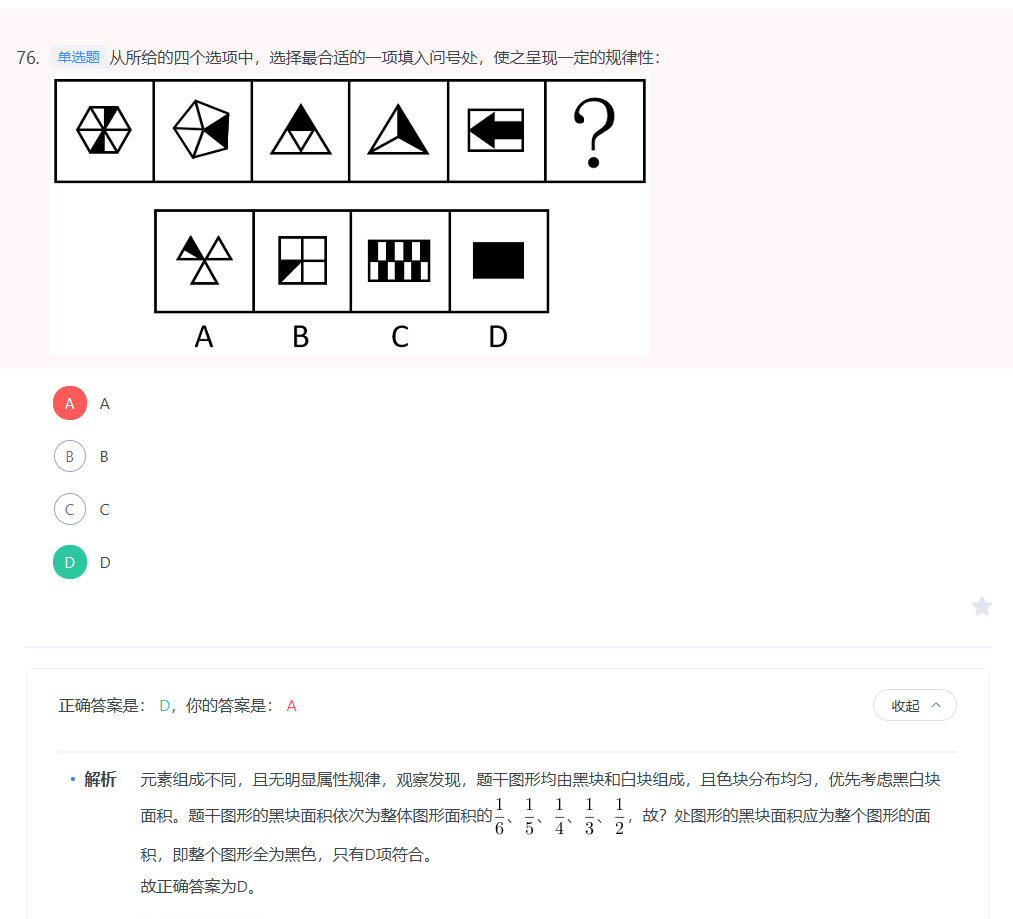 76. 单选题 从所给的四个选项中，选择最合适的一项填入问号处，使之呈现一定的规律性：
?
A B C D
A A
B B
C C
D D
正确答案是： D，你的答案是： A
收起
解析 元素组成不同，且无明显属性规律，观察发现，题干图形均由黑块和白块组成，且色块分布均匀，优先考虑黑白块
面积。题干图形的黑块面积依次为整体图形面积的1/6、1/5、1/4、1/3、1/2，故？处图形的黑块面积应为整个图形的面
积，即整个图形全为黑色，只有D项符合。
故正确答案为D。